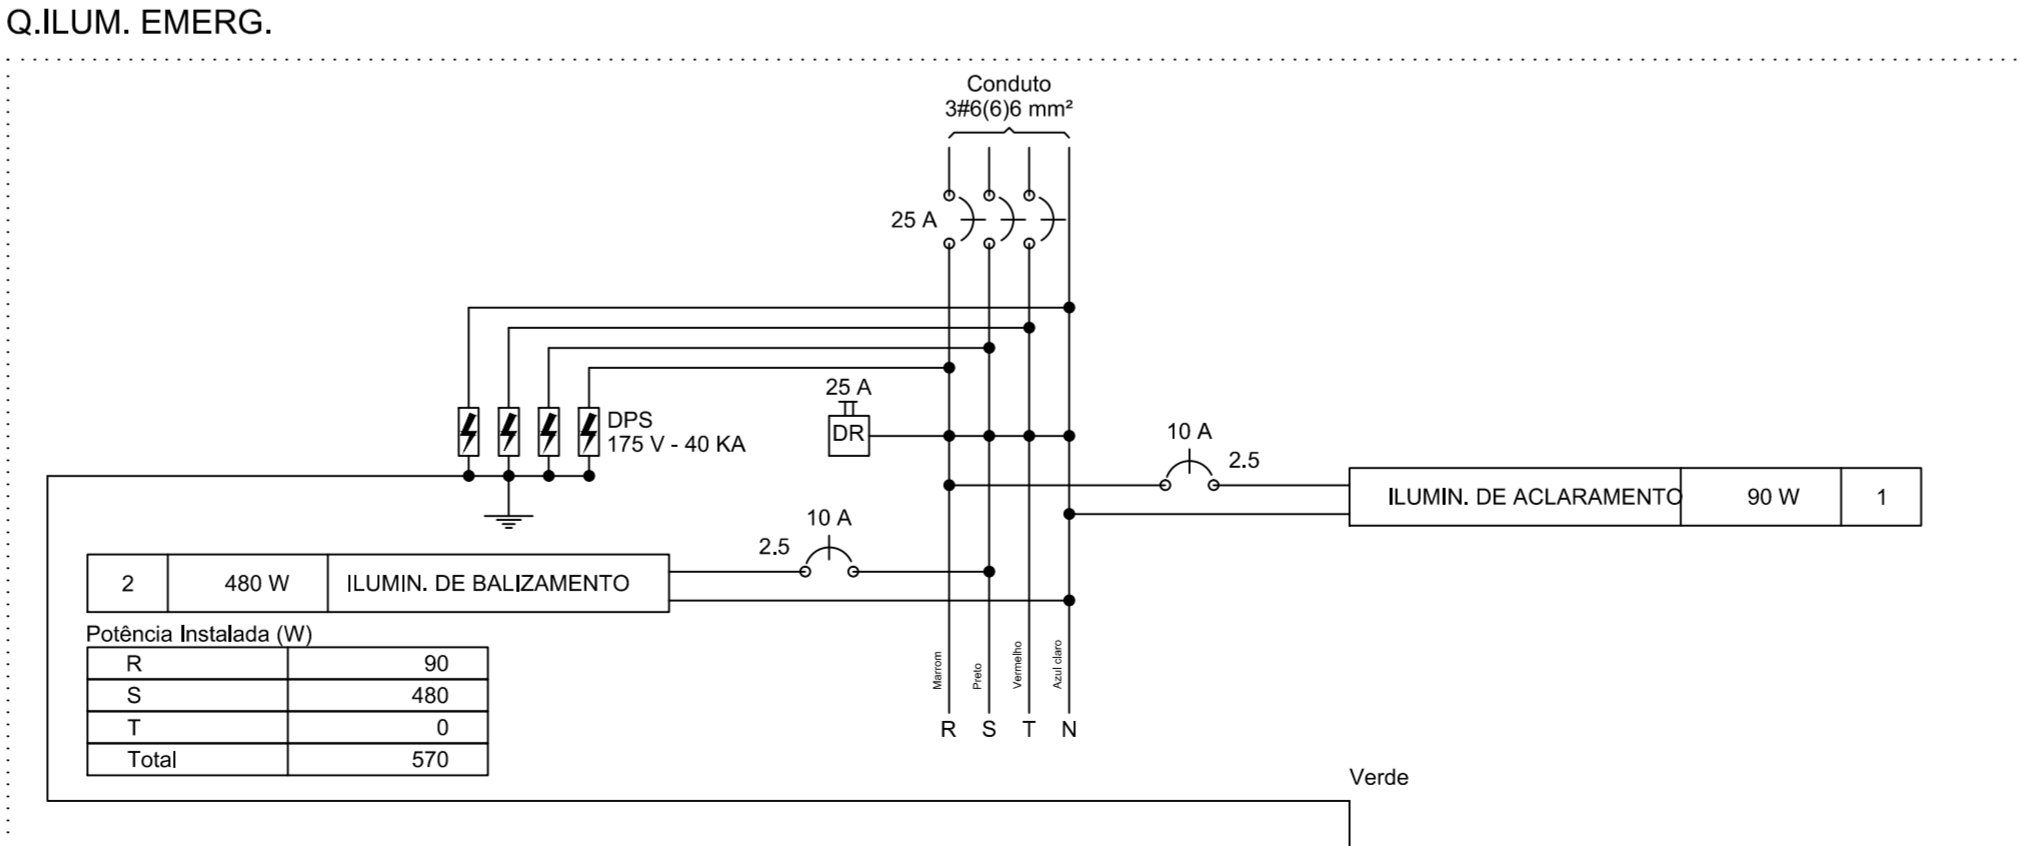 Q.ILUM. EMERG.
Conduto
3#6(6)6 mm²
25 A
25 A
DR
DPS
175 V - 40 KA
10 A
2.5
ILUMIN. DE ACLARAMENTO 90 W 1
10 A
2.5
2 480 W ILUMIN. DE BALIZAMENTO
Potência Instalada (W)
R 90
S 480
T 0
Total 570
Marrom
Preto
Vermelho
Azul claro
R S T N
Verde